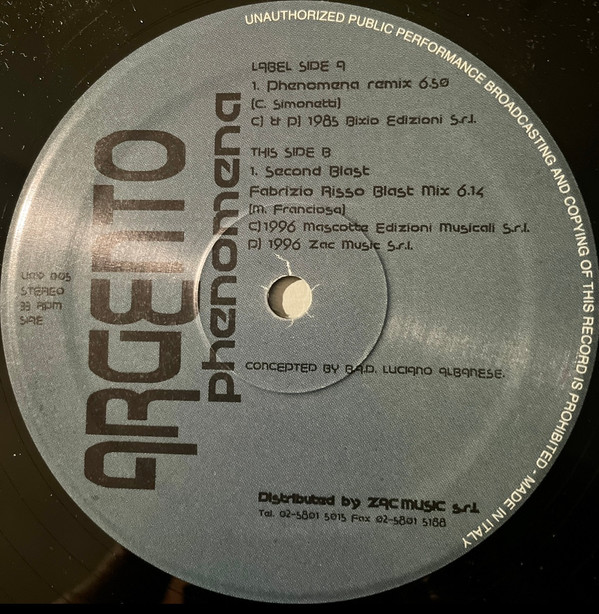 UNAUTHORIZED PUBLIC PERFORMANCE BROADCASTING AND COPYING OF THIS RECORD IS PROHIBITED - MADE IN ITALY
ARGENTO
phenomena
LABEL SIDE A
1. Phenomena remix 6.50
(C. Simonetti)
C) & P) 1985 Bixio Edizioni S.r.l.
THIS SIDE B
1. Second Blast
Fabrizio Risso Blast Mix 6.14
(M. Franciosa)
C)1996 Mascotte Edizioni Musicali S.r.l.
P) 1996 Zac Music S.r.l.
STEREO
33 RPM
SIAE
CONCEPTED BY B.A.D. LUCIANO ALBANESE.
Distributed by ZAC MUSIC s.r.l.
Tel. 02-5801 5015 Fax 02-5801 5188